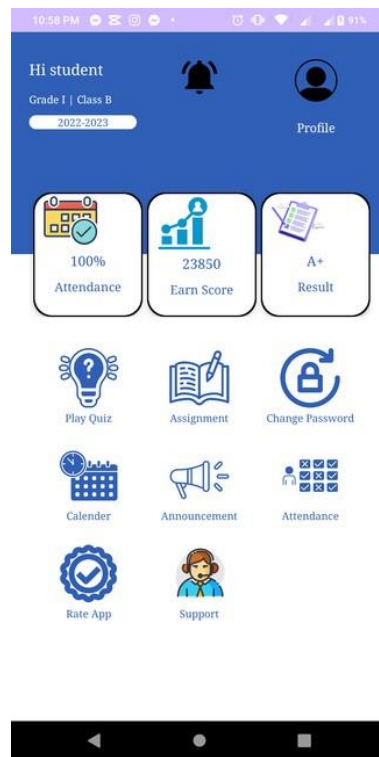 10:58 PM
91%
Hi student
Grade I | Class B
2022-2023
Profile
100%
Attendance
23850
Earn Score
A+
Result
Play Quiz
Assignment
Change Password
Calender
Announcement
Attendance
Rate App
Support